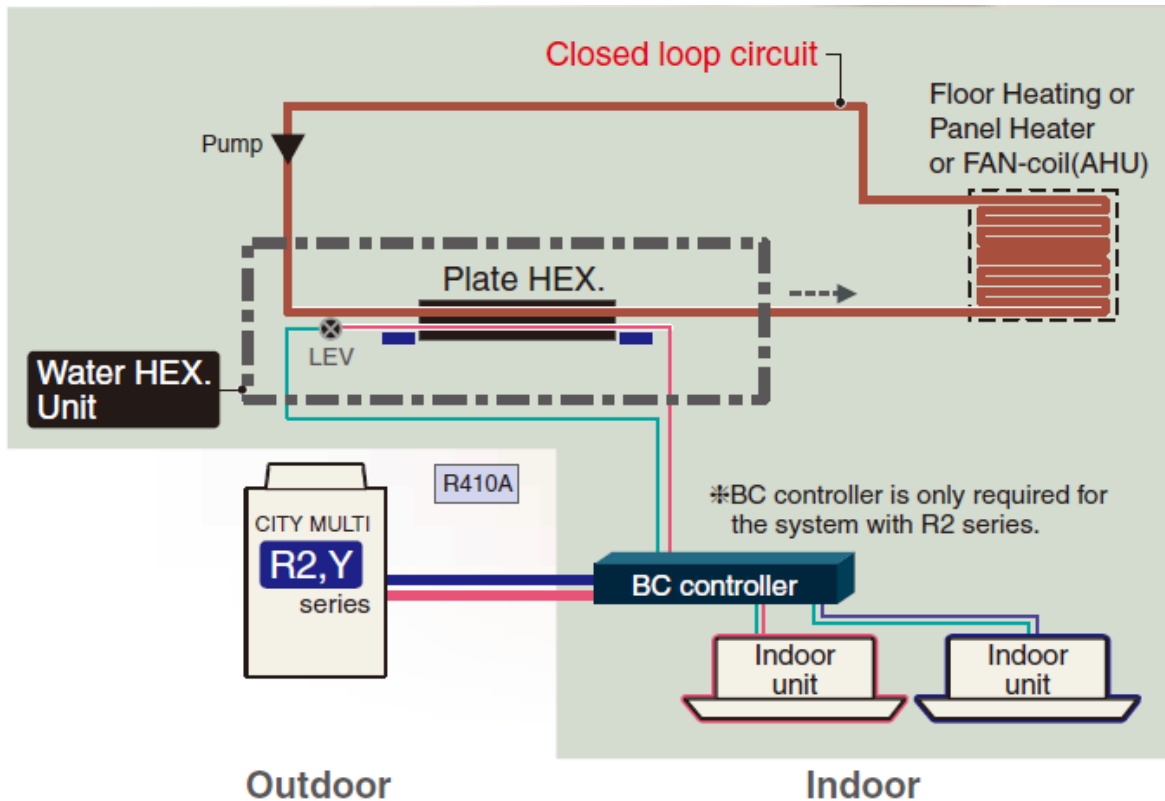 Closed loop circuit
Floor Heating or
Panel Heater
or FAN-coil(AHU)
Pump
Plate HEX.
LEV
Water HEX.
Unit
R410A
CITY MULTI
R2,Y
series
※BC controller is only required for
the system with R2 series.
BC controller
Indoor
unit
Indoor
unit
Outdoor
Indoor